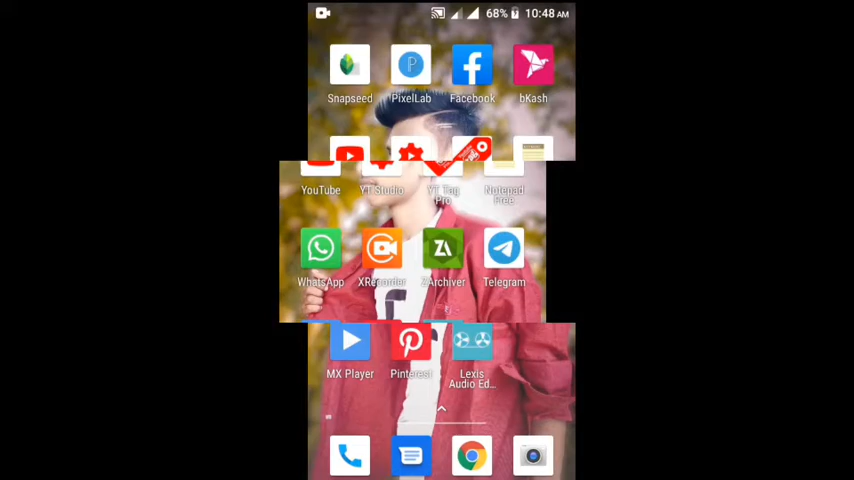 68% 10:48 AM
Snapseed PixelLab Facebook bKash
YouTube YT Studio YT Tag Pro Notepad Free
WhatsApp XRecorder ZArchiver Telegram
MX Player Pinterest Lexis Audio Ed...